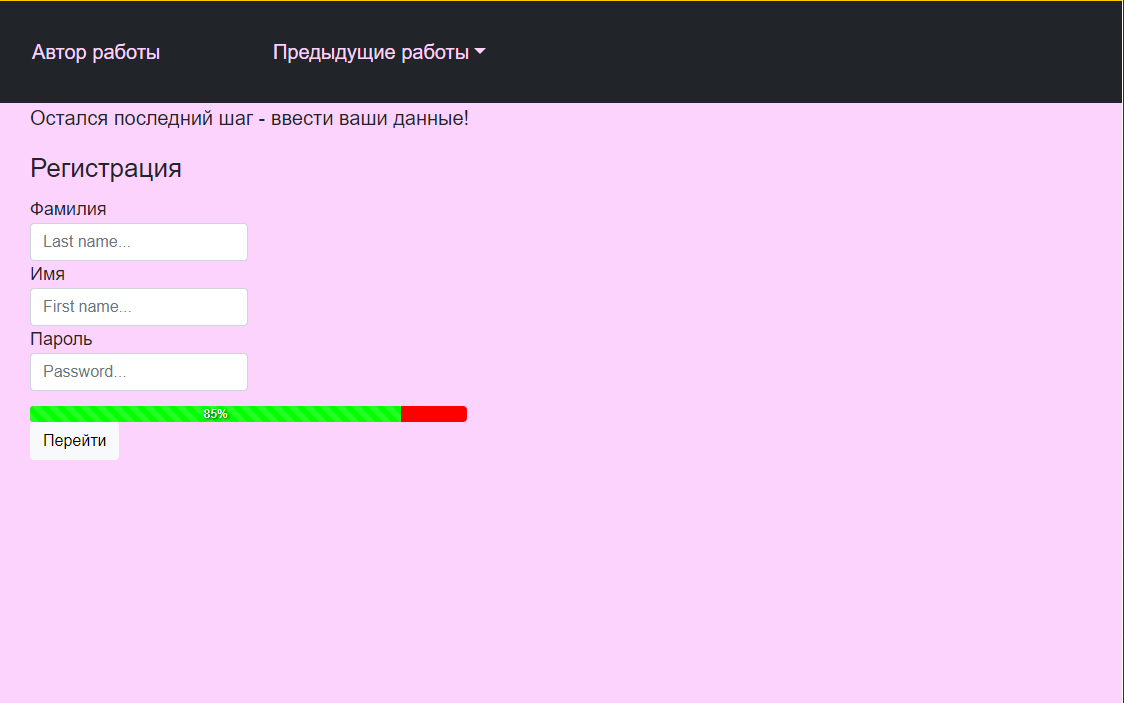 Автор работы Предыдущие работы
Остался последний шаг - ввести ваши данные!
Регистрация
Фамилия
Last name...
Имя
First name...
Пароль
Password...
85%
Перейти